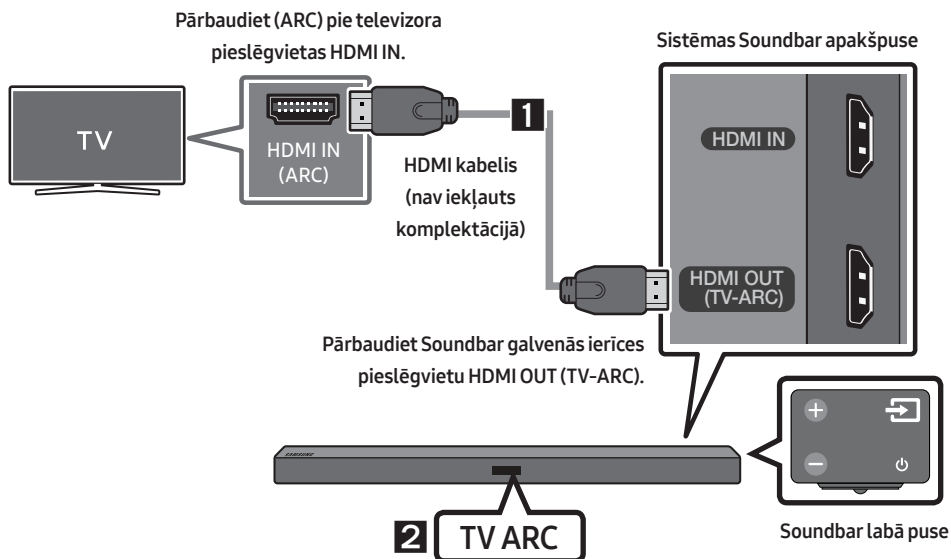 Pārbaudiet (ARC) pie televizora
pieslēgvietas HDMI IN.
Sistēmas Soundbar apakšpuse
TV
HDMI IN
(ARC)
1
HDMI kabelis
(nav iekļauts
komplektācijā)
HDMI IN
HDMI OUT
(TV-ARC)
Pārbaudiet Soundbar galvenās ierīces
pieslēgvietu HDMI OUT (TV-ARC).
SAMSUNG
2 TV ARC
Soundbar labā puse